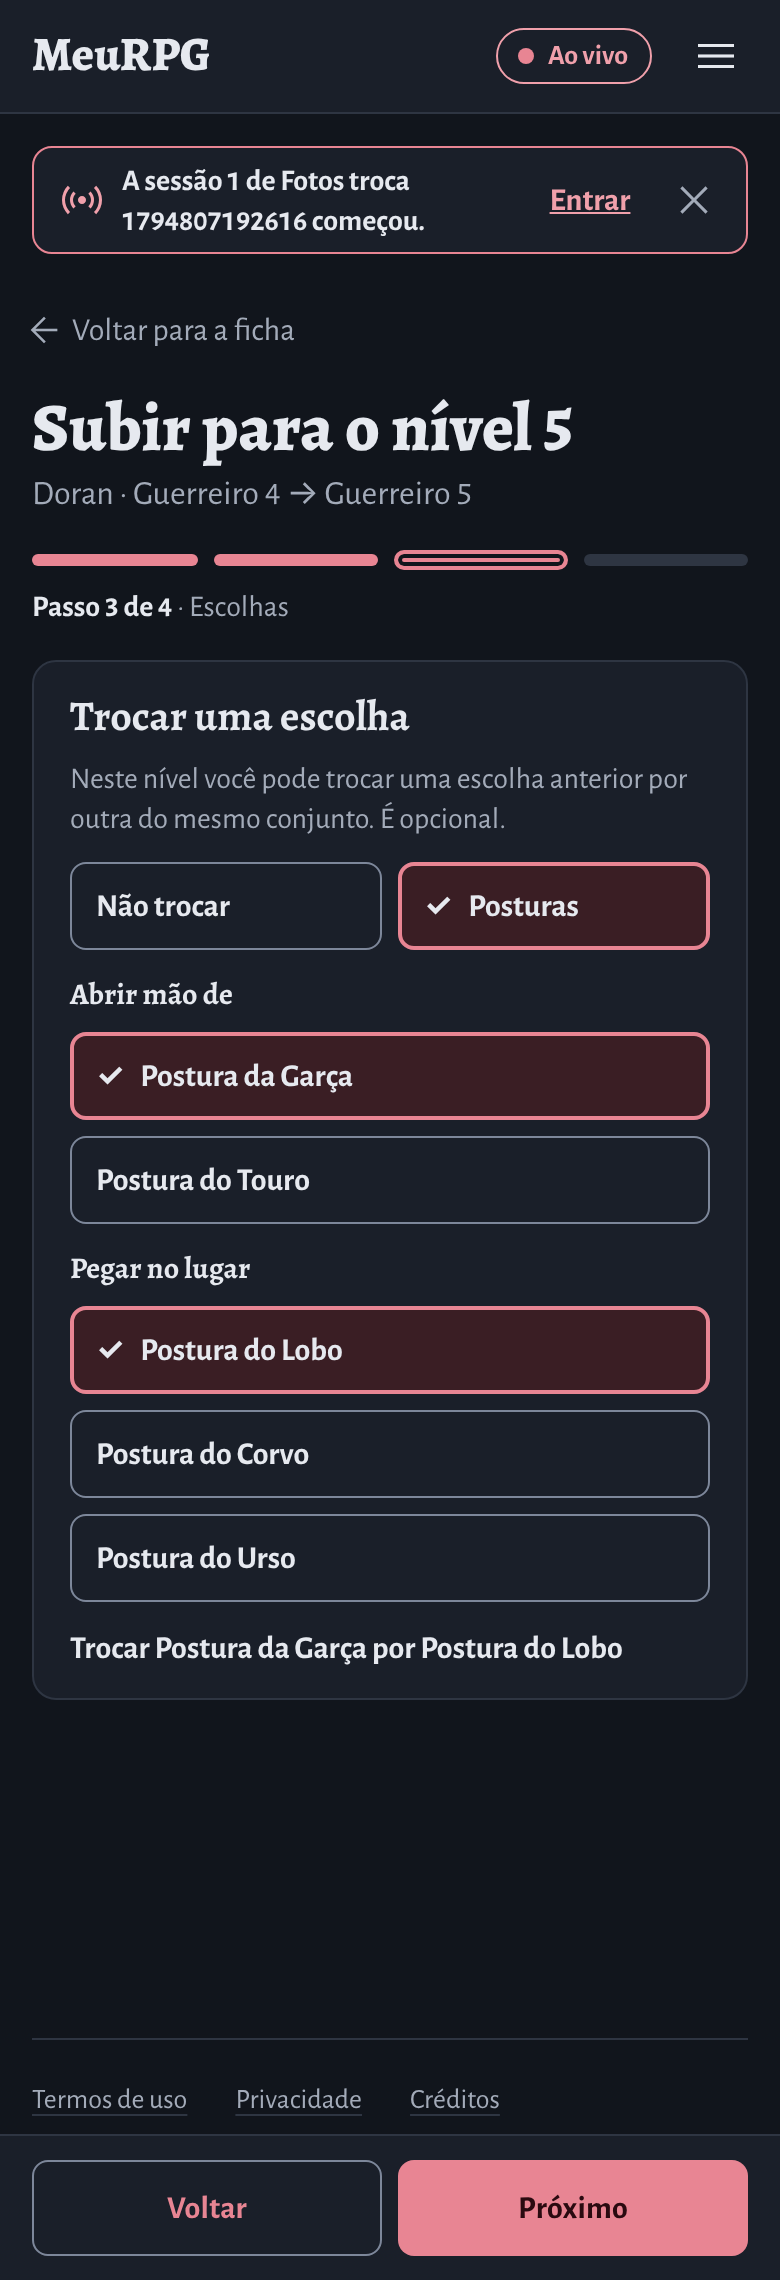 MeuRPG
Ao vivo
A sessão 1 de Fotos troca
1794807192616 começou.
Entrar
Voltar para a ficha
Subir para o nível 5
Doran · Guerreiro 4 → Guerreiro 5
Passo 3 de 4 · Escolhas
Trocar uma escolha
Neste nível você pode trocar uma escolha anterior por
outra do mesmo conjunto. É opcional.
Não trocar
Posturas
Abrir mão de
Postura da Garça
Postura do Touro
Pegar no lugar
Postura do Lobo
Postura do Corvo
Postura do Urso
Trocar Postura da Garça por Postura do Lobo
Termos de uso
Privacidade
Créditos
Voltar
Próximo